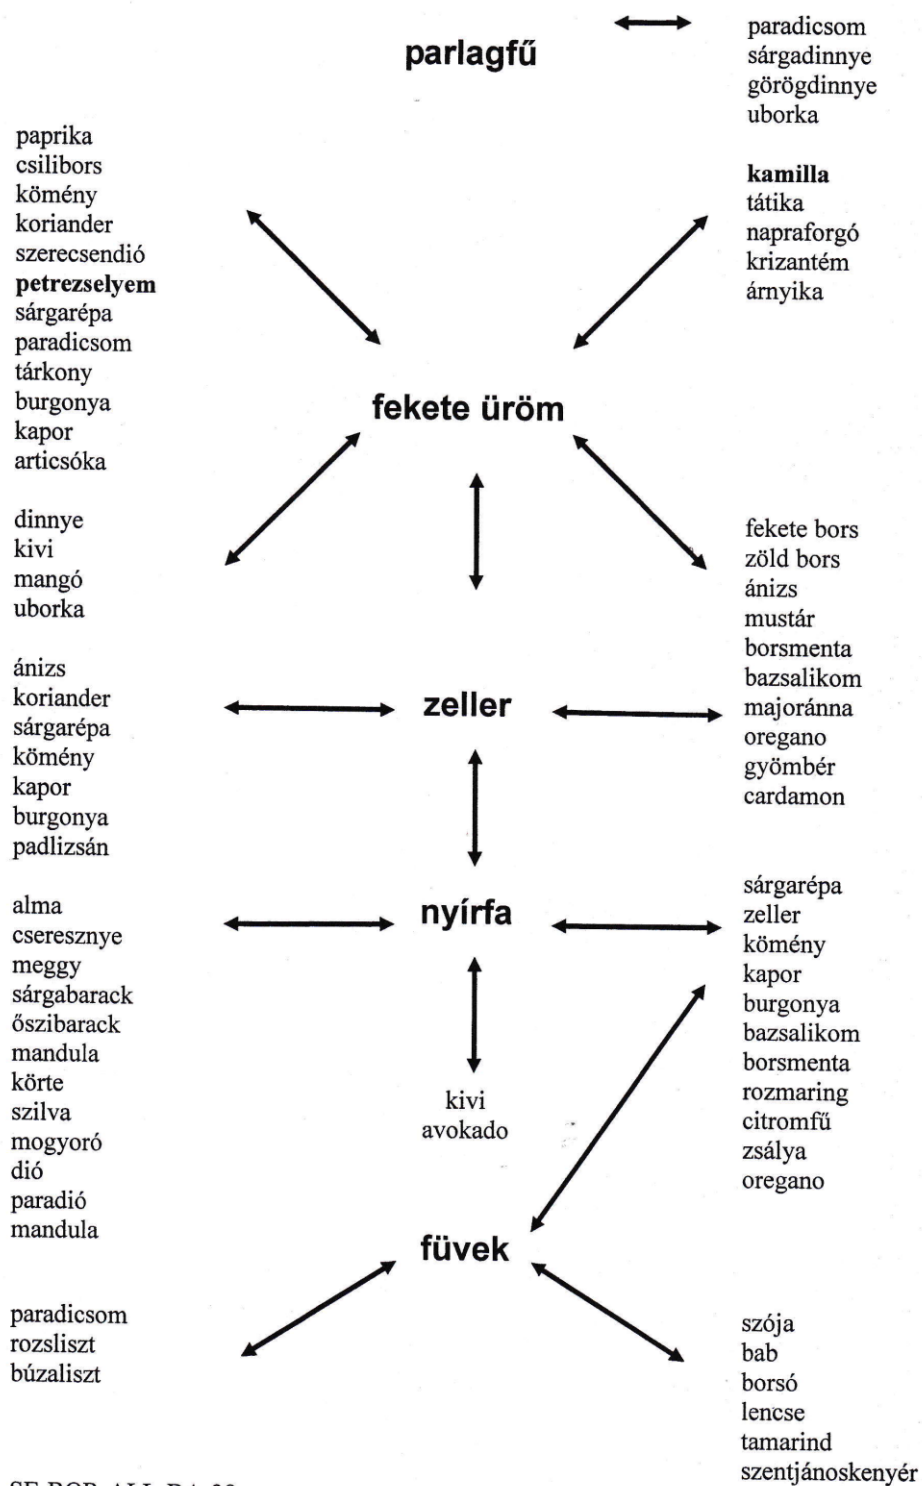 parlagfű
paradicsom
sárgadinnye
görögdinnye
uborka
paprika
csilibors
kömény
koriander
szerecsendió
petrezselyem
sárgarépa
paradicsom
tárkony
burgonya
kapor
articsóka
kamilla
tátika
napraforgó
krizantém
árnyika
fekete üröm
dinnye
kivi
mangó
uborka
fekete bors
zöld bors
ánizs
mustár
borsmenta
bazsalikom
majoránna
oregano
gyömbér
cardamon
ánizs
koriander
sárgarépa
kömény
kapor
burgonya
padlizsán
zeller
alma
cseresznye
meggy
sárgabarack
őszibarack
mandula
körte
szilva
mogyoró
dió
paradió
mandula
nyírfa
sárgarépa
zeller
kömény
kapor
burgonya
bazsalikom
borsmenta
rozmaring
citromfű
zsálya
oregano
kivi
avokado
füvek
paradicsom
rozsliszt
búzaliszt
szója
bab
borsó
lencse
tamarind
szentjánoskenyér